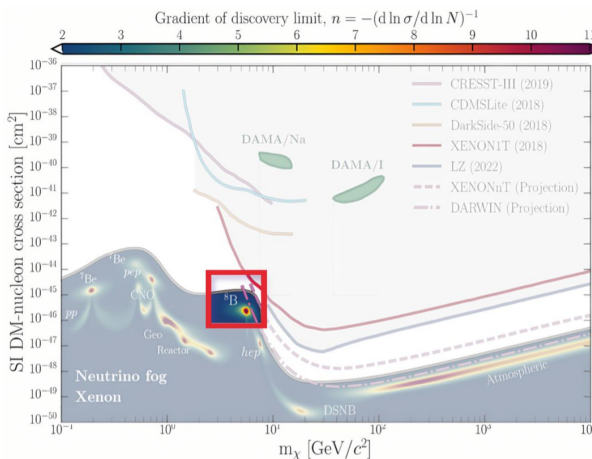 Gradient of discovery limit, n = −(d ln σ/d ln N)⁻¹
2 3 4 5 6 7 8 9 10 11
SI DM-nucleon cross section [cm²]
10⁻³⁶
10⁻³⁷
10⁻³⁸
10⁻³⁹
10⁻⁴⁰
10⁻⁴¹
10⁻⁴²
10⁻⁴³
10⁻⁴⁴
10⁻⁴⁵
10⁻⁴⁶
10⁻⁴⁷
10⁻⁴⁸
10⁻⁴⁹
10⁻⁵⁰
CRESST-III (2019)
CDMSLite (2018)
DarkSide-50 (2018)
XENON1T (2018)
LZ (2022)
XENONnT (Projection)
DARWIN (Projection)
DAMA/Na
DAMA/I
⁷Be
⁷Be
pep
CNO
pp
⁸B
Geo
Reactor
hep
Atmospheric
DSNB
Neutrino fog
Xenon
10⁻¹ 10⁰ 10¹ 10² 10³
mχ [GeV/c²]